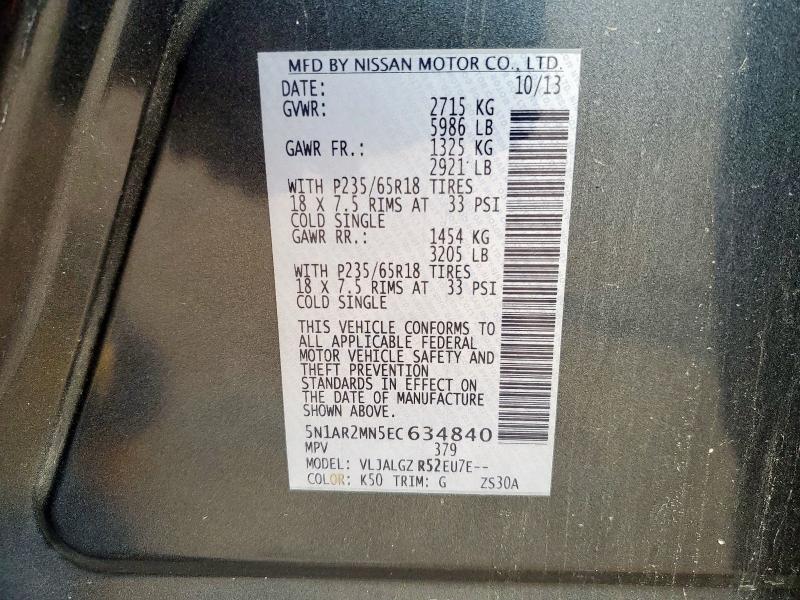 MFD BY NISSAN MOTOR CO., LTD.
DATE: 10/13
GVWR: 2715 KG
5986 LB
GAWR FR.: 1325 KG
2921 LB
WITH P235/65R18 TIRES
18 X 7.5 RIMS AT 33 PSI
COLD SINGLE
GAWR RR.: 1454 KG
3205 LB
WITH P235/65R18 TIRES
18 X 7.5 RIMS AT 33 PSI
COLD SINGLE
THIS VEHICLE CONFORMS TO
ALL APPLICABLE FEDERAL
MOTOR VEHICLE SAFETY AND
THEFT PREVENTION
STANDARDS IN EFFECT ON
THE DATE OF MANUFACTURE
SHOWN ABOVE.
5N1AR2MN5EC634840
MPV 379
MODEL: VLJALGZ R52EU7E--
COLOR: K50 TRIM: G ZS30A